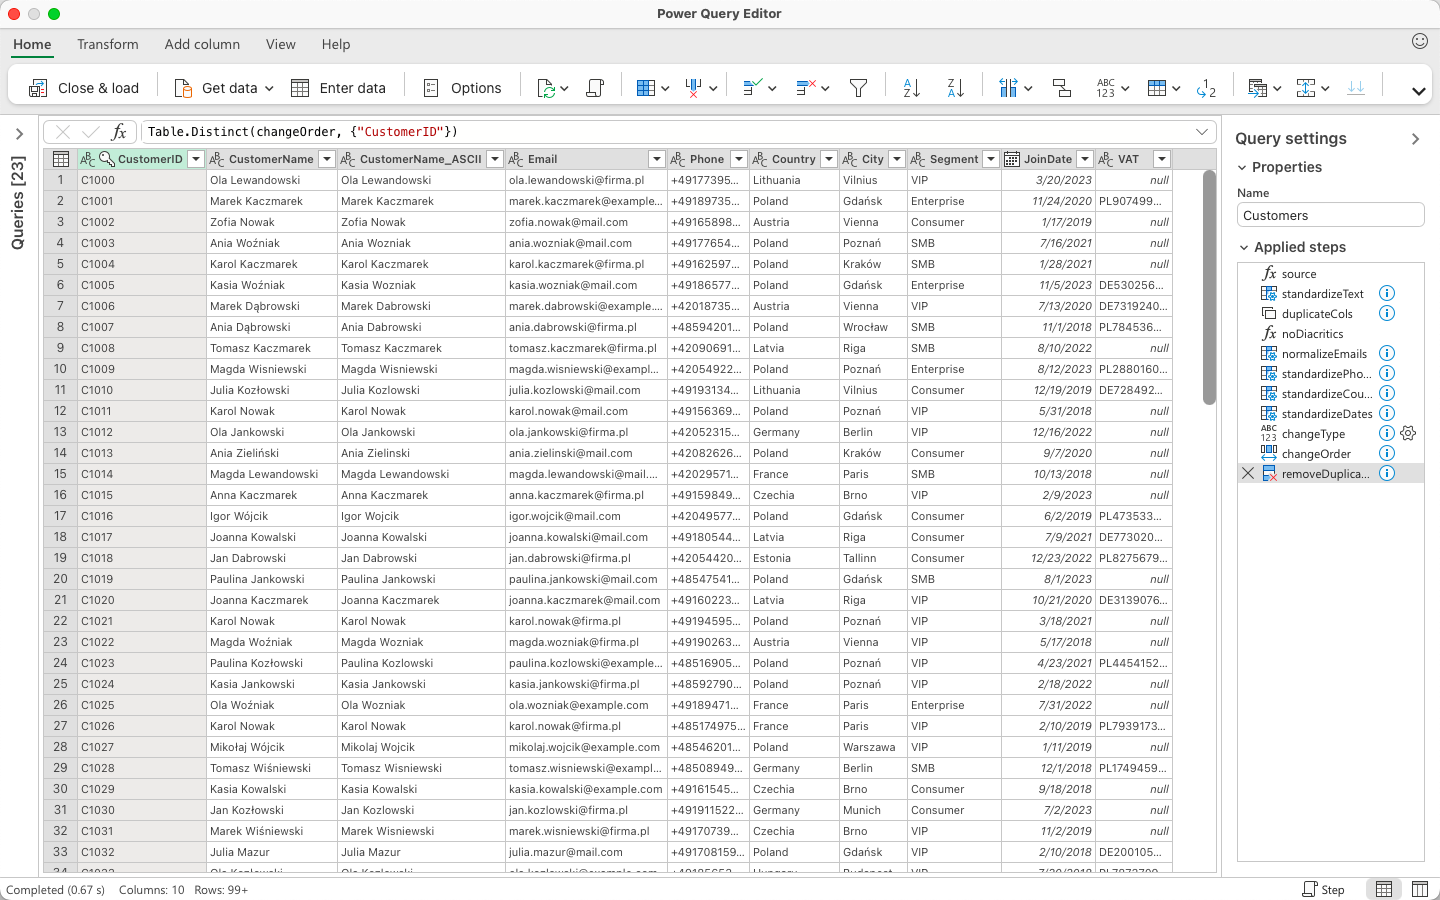 Power Query Editor
Home Transform Add column View Help
Close & load Get data Enter data Options
fx Table.Distinct(changeOrder, {"CustomerID"})
Queries [23]
CustomerID CustomerName CustomerName_ASCII Email Phone Country City Segment JoinDate VAT
1 C1000 Ola Lewandowski Ola Lewandowski ola.lewandowski@firma.pl +49177395... Lithuania Vilnius VIP 3/20/2023 null
2 C1001 Marek Kaczmarek Marek Kaczmarek marek.kaczmarek@example... +49189735... Poland Gdańsk Enterprise 11/24/2020 PL907499...
3 C1002 Zofia Nowak Zofia Nowak zofia.nowak@mail.com +49165898... Austria Vienna Consumer 1/17/2019 null
4 C1003 Ania Woźniak Ania Wozniak ania.wozniak@mail.com +49177654... Poland Poznań SMB 7/16/2021 null
5 C1004 Karol Kaczmarek Karol Kaczmarek karol.kaczmarek@firma.pl +49162597... Poland Kraków SMB 1/28/2021 null
6 C1005 Kasia Woźniak Kasia Wozniak kasia.wozniak@mail.com +49186577... Poland Gdańsk Enterprise 11/5/2023 DE530256...
7 C1006 Marek Dąbrowski Marek Dabrowski marek.dabrowski@example.... +42018735... Austria Vienna VIP 7/13/2020 DE7319240...
8 C1007 Ania Dąbrowski Ania Dabrowski ania.dabrowski@firma.pl +48594201... Poland Wrocław SMB 11/1/2018 PL784536...
9 C1008 Tomasz Kaczmarek Tomasz Kaczmarek tomasz.kaczmarek@firma.pl +42090691... Latvia Riga SMB 8/10/2022 null
10 C1009 Magda Wisniewski Magda Wisniewski magda.wisniewski@exampl... +42054922... Poland Poznań Enterprise 8/12/2023 PL2880160...
11 C1010 Julia Kozłowski Julia Kozlowski julia.kozlowski@mail.com +49193134... Lithuania Vilnius Consumer 12/19/2019 DE728492...
12 C1011 Karol Nowak Karol Nowak karol.nowak@mail.com +49156369... Poland Poznań VIP 5/31/2018 null
13 C1012 Ola Jankowski Ola Jankowski ola.jankowski@firma.pl +42052315... Germany Berlin VIP 12/16/2022 null
14 C1013 Ania Zieliński Ania Zielinski ania.zielinski@mail.com +42082626... Poland Kraków Consumer 9/7/2020 null
15 C1014 Magda Lewandowski Magda Lewandowski magda.lewandowski@mail.... +42029571... France Paris SMB 10/13/2018 null
16 C1015 Anna Kaczmarek Anna Kaczmarek anna.kaczmarek@firma.pl +49159849... Czechia Brno VIP 2/9/2023 null
17 C1016 Igor Wójcik Igor Wojcik igor.wojcik@mail.com +42049577... Poland Gdańsk Consumer 6/2/2019 PL473533...
18 C1017 Joanna Kowalski Joanna Kowalski joanna.kowalski@mail.com +49180544... Latvia Riga Consumer 7/9/2021 DE773020...
19 C1018 Jan Dabrowski Jan Dabrowski jan.dabrowski@firma.pl +42054420... Estonia Tallinn Consumer 12/23/2022 PL8275679...
20 C1019 Paulina Jankowski Paulina Jankowski paulina.jankowski@mail.com +48547541... Poland Gdańsk SMB 8/1/2023 null
21 C1020 Joanna Kaczmarek Joanna Kaczmarek joanna.kaczmarek@mail.com +49160223... Latvia Riga VIP 10/21/2020 DE3139076...
22 C1021 Karol Nowak Karol Nowak karol.nowak@firma.pl +49194595... Poland Poznań VIP 3/18/2021 null
23 C1022 Magda Woźniak Magda Wozniak magda.wozniak@firma.pl +49190263... Austria Vienna VIP 5/17/2018 null
24 C1023 Paulina Kozłowski Paulina Kozlowski paulina.kozlowski@example... +48516905... Poland Poznań VIP 4/23/2021 PL4454152...
25 C1024 Kasia Jankowski Kasia Jankowski kasia.jankowski@firma.pl +48592790... Poland Poznań VIP 2/18/2022 null
26 C1025 Ola Woźniak Ola Wozniak ola.wozniak@example.com +49189471... France Paris Enterprise 7/31/2022 null
27 C1026 Karol Nowak Karol Nowak karol.nowak@firma.pl +485174975... France Paris VIP 2/10/2019 PL7939173...
28 C1027 Mikołaj Wójcik Mikolaj Wojcik mikolaj.wojcik@example.com +48546201... Poland Warszawa VIP 1/11/2019 null
29 C1028 Tomasz Wiśniewski Tomasz Wisniewski tomasz.wisniewski@exampl... +48508949... Germany Berlin SMB 12/1/2018 PL1749459...
30 C1029 Kasia Kowalski Kasia Kowalski kasia.kowalski@example.com +49161545... Czechia Brno Consumer 9/18/2018 null
31 C1030 Jan Kozłowski Jan Kozlowski jan.kozlowski@firma.pl +491911522... Germany Munich Consumer 7/2/2023 null
32 C1031 Marek Wiśniewski Marek Wisniewski marek.wisniewski@firma.pl +49170739... Czechia Brno VIP 11/2/2019 null
33 C1032 Julia Mazur Julia Mazur julia.mazur@mail.com +491708159... Poland Gdańsk VIP 2/10/2018 DE200105...
Query settings
Properties
Name
Customers
Applied steps
source
standardizeText
duplicateCols
noDiacritics
normalizeEmails
standardizePho...
standardizeCou...
standardizeDates
changeType
changeOrder
removeDuplica...
Completed (0.67 s) Columns: 10 Rows: 99+ Step